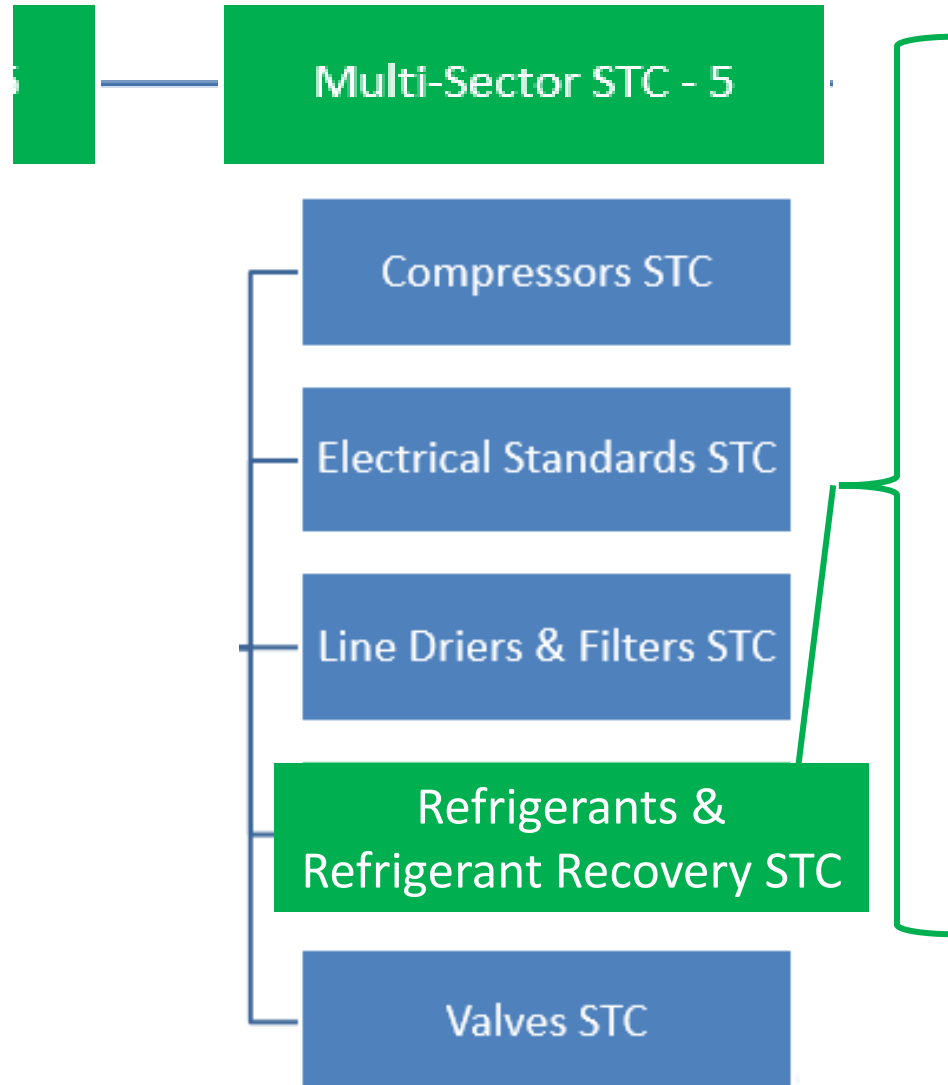 Multi-Sector STC - 5
Compressors STC
Electrical Standards STC
Line Driers & Filters STC
Refrigerants &
Refrigerant Recovery STC
Valves STC